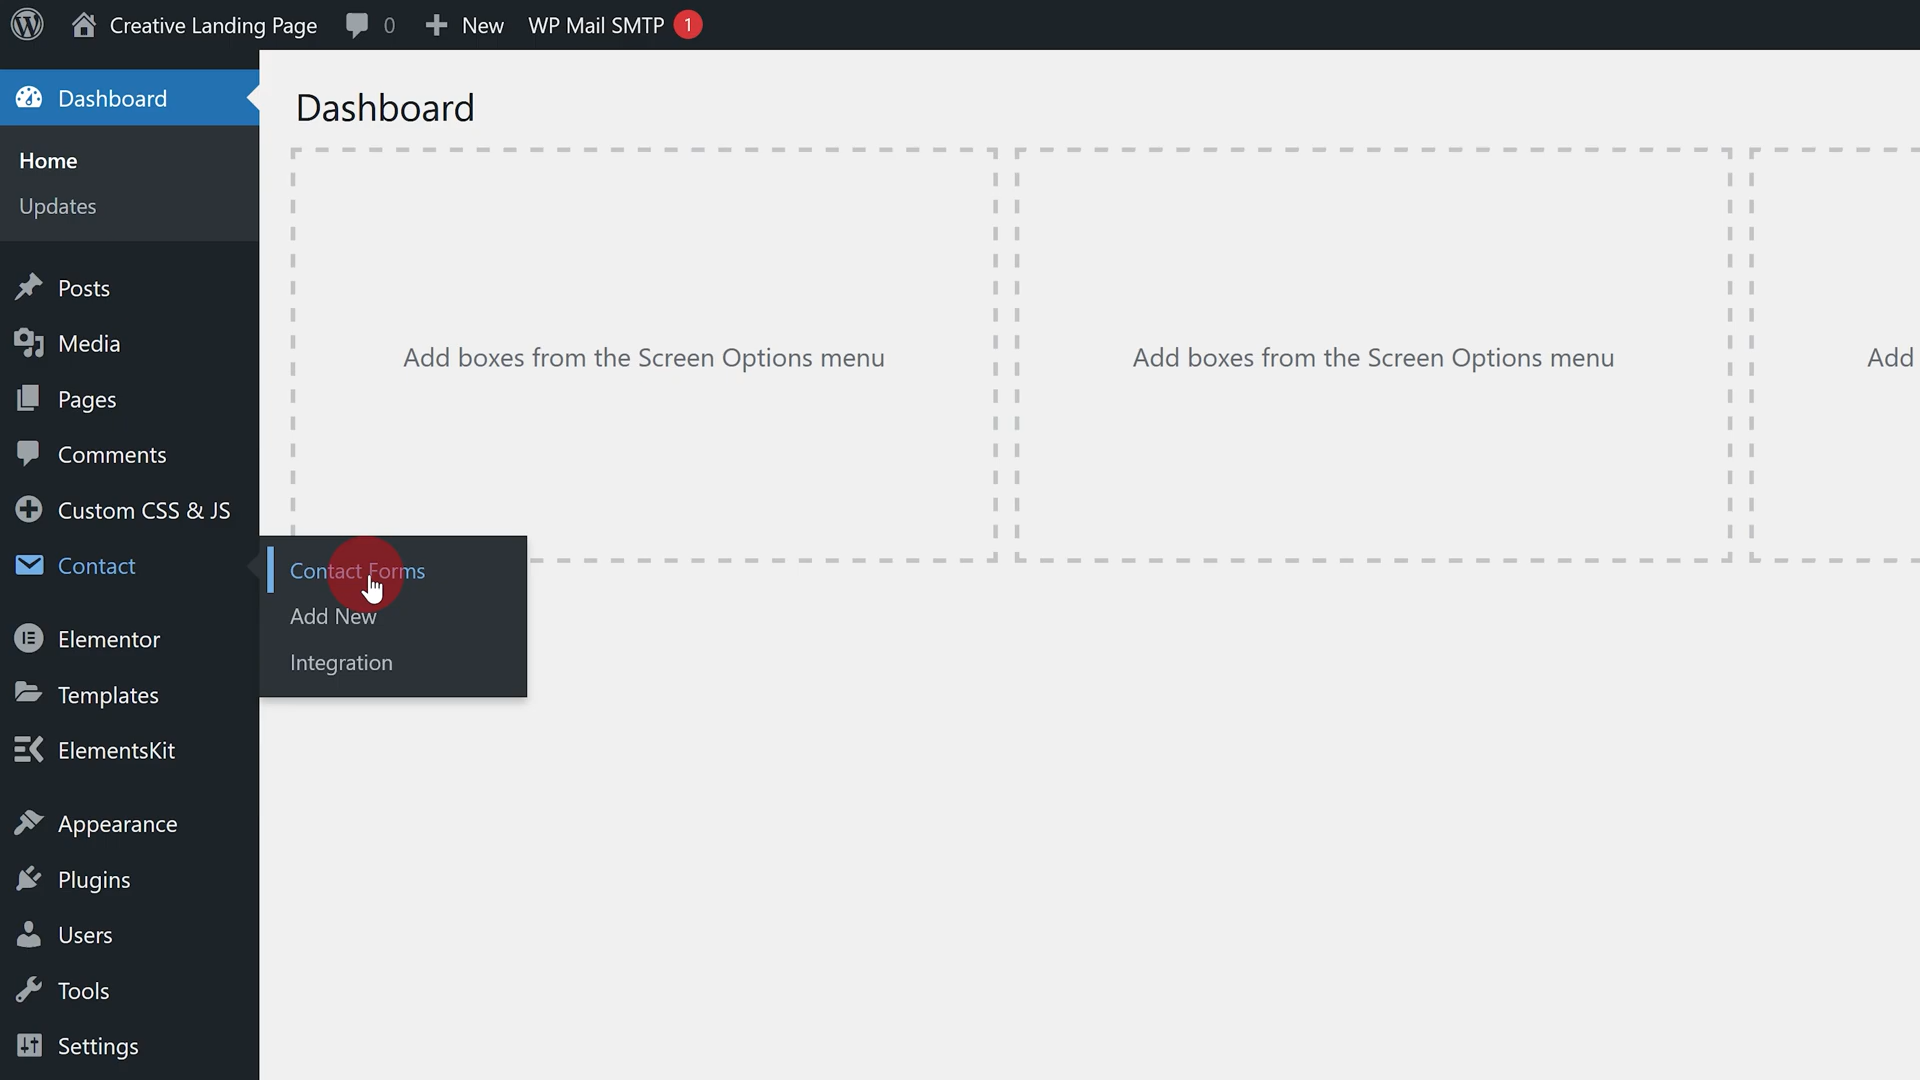 Creative Landing Page 0 New WP Mail SMTP 1
Dashboard
Home
Updates
Posts
Media
Pages
Comments
Custom CSS & JS
Contact
Contact Forms
Add New
Integration
Elementor
Templates
ElementsKit
Appearance
Plugins
Users
Tools
Settings
Dashboard
Add boxes from the Screen Options menu
Add boxes from the Screen Options menu
Add